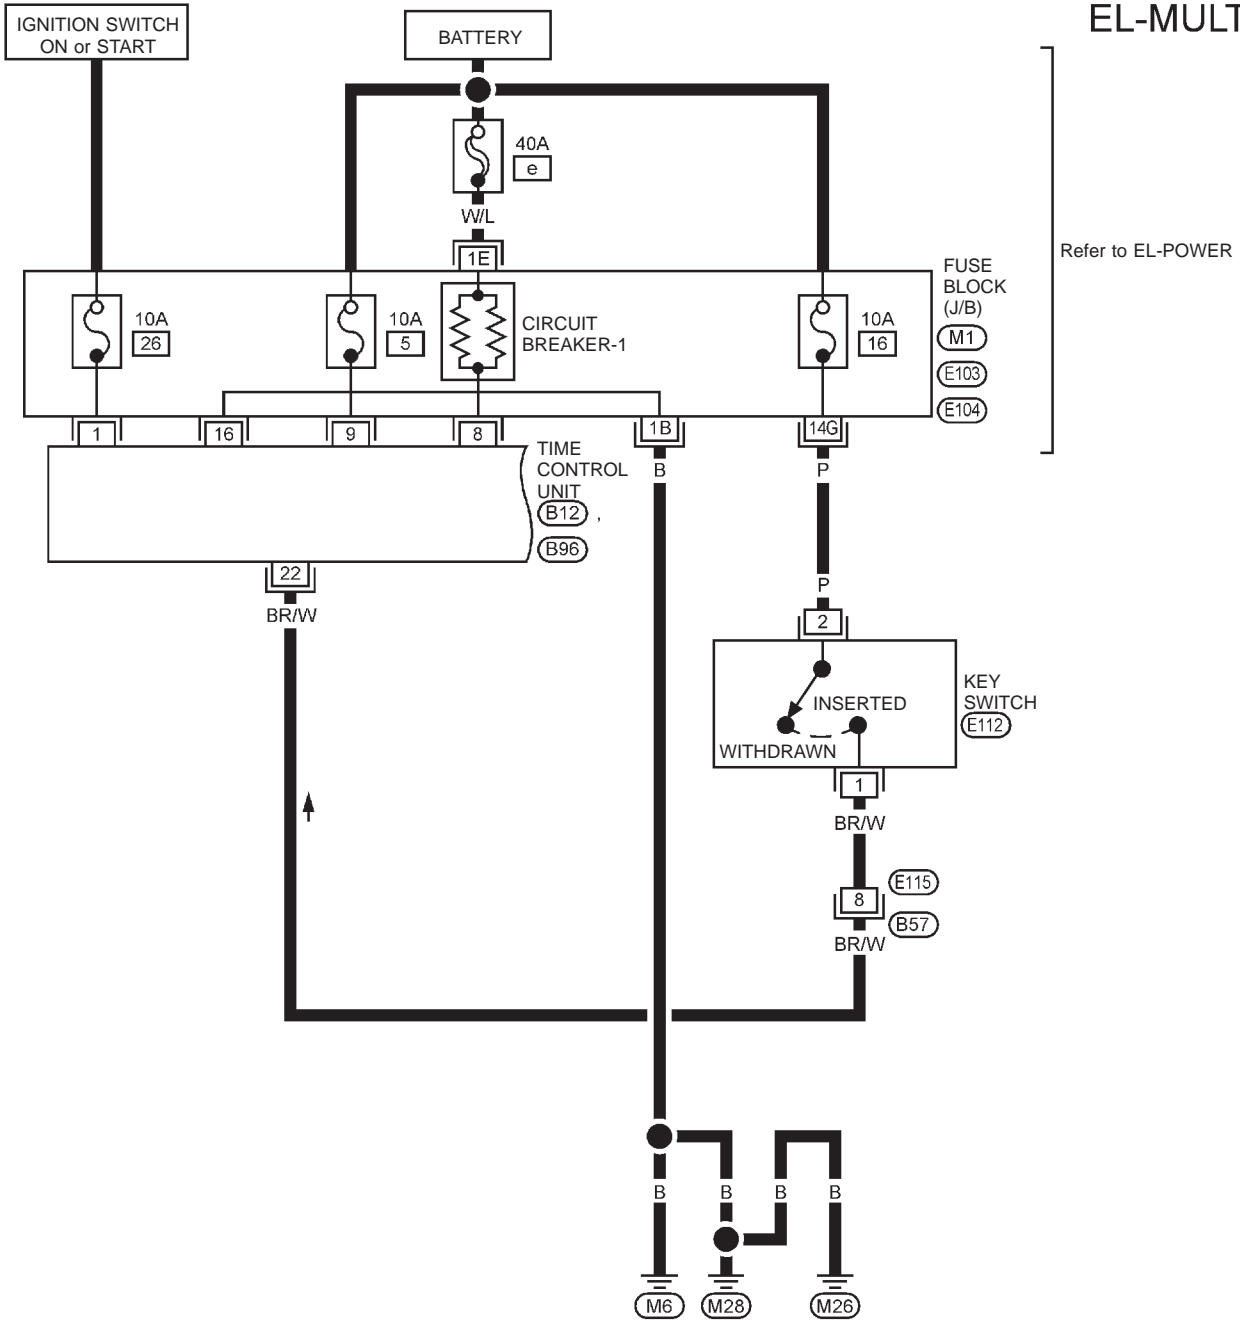 EL-MULT
IGNITION SWITCH
ON or START
BATTERY
40A
e
W/L
1E
Refer to EL-POWER
FUSE
BLOCK
(J/B)
M1
E103
E104
10A
26
10A
5
CIRCUIT
BREAKER-1
10A
16
1
16
9
8
1B
14G
TIME
CONTROL
UNIT
B12 ,
B96
B
P
22
BR/W
P
2
KEY
SWITCH
E112
INSERTED
WITHDRAWN
1
BR/W
E115
8
B57
BR/W
B
B
B
B
M6
M28
M26